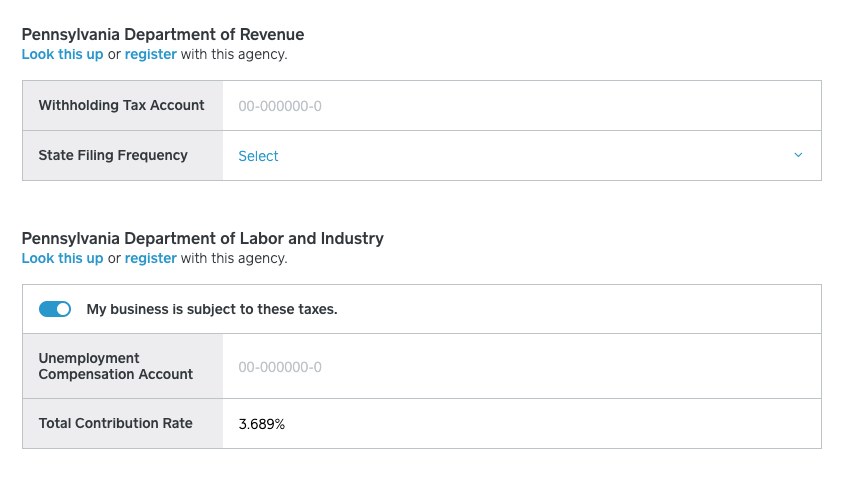 Pennsylvania Department of Revenue
Look this up or register with this agency.
Withholding Tax Account 00-000000-0
State Filing Frequency Select
Pennsylvania Department of Labor and Industry
Look this up or register with this agency.
My business is subject to these taxes.
Unemployment
Compensation Account 00-000000-0
Total Contribution Rate 3.689%